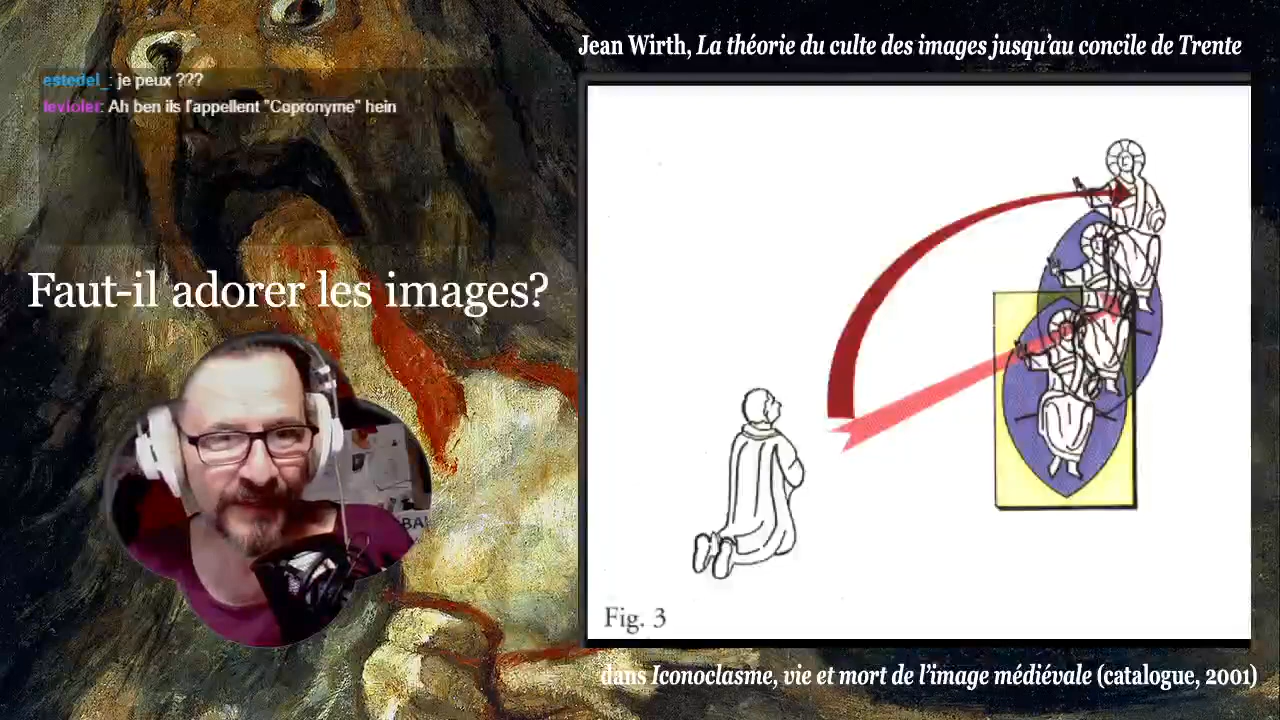 Jean Wirth, La théorie du culte des images jusqu'au concile de Trente
estedel_: je peux ???
levioler: Ah ben ils l'appellent "Copronyme" hein
Faut-il adorer les images?
BA
Fig. 3
dans Iconoclasme, vie et mort de l'image médiévale (catalogue, 2001)